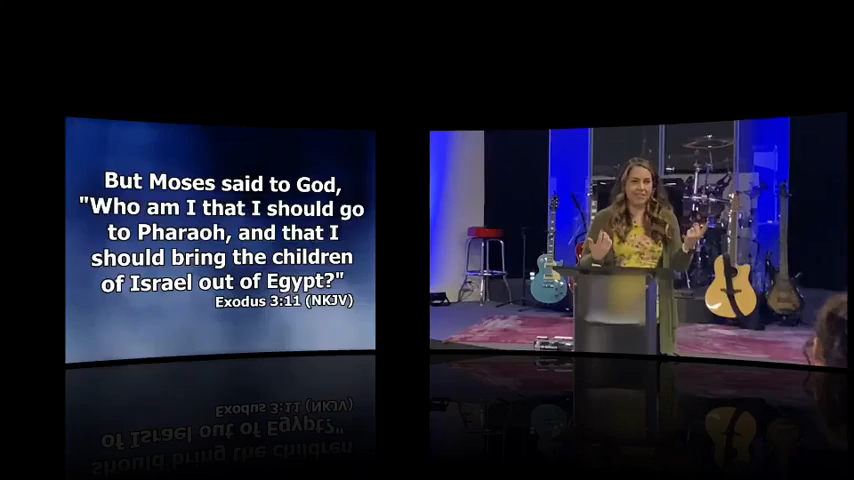 But Moses said to God,
"Who am I that I should go
to Pharaoh, and that I
should bring the children
of Israel out of Egypt?"
Exodus 3:11 (NKJV)